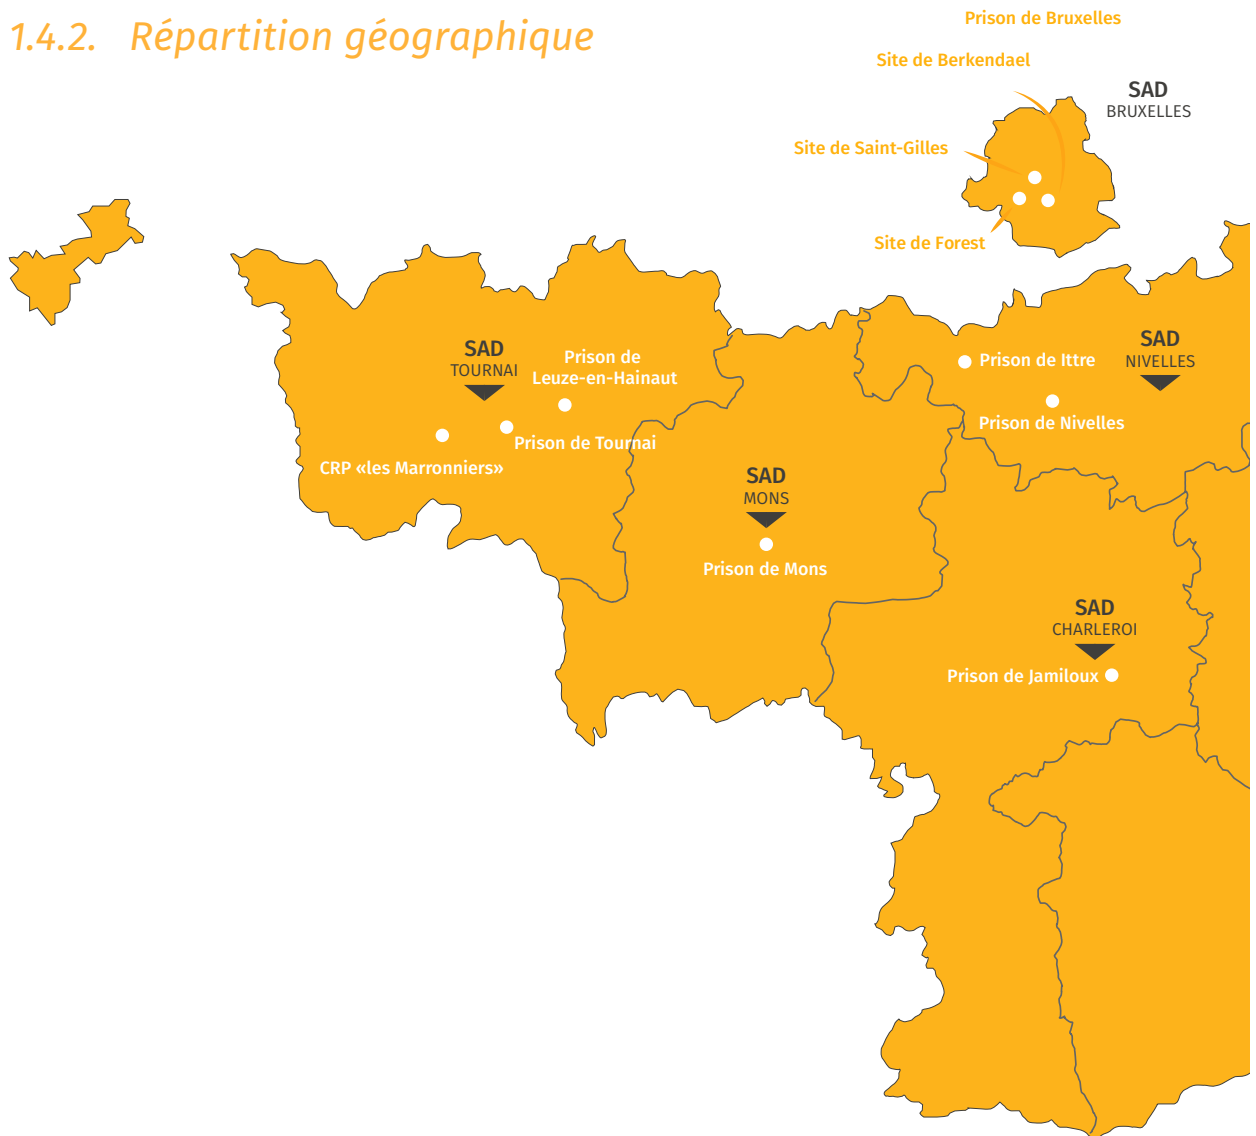 1.4.2. Répartition géographique
Prison de Bruxelles
Site de Berkendael
SAD
BRUXELLES
Site de Saint-Gilles
Site de Forest
SAD
TOURNAI
Prison de
Leuze-en-Hainaut
Prison de Tournai
CRP «les Marronniers»
SAD
NIVELLES
Prison de Ittre
Prison de Nivelles
SAD
MONS
Prison de Mons
SAD
CHARLEROI
Prison de Jamiloux